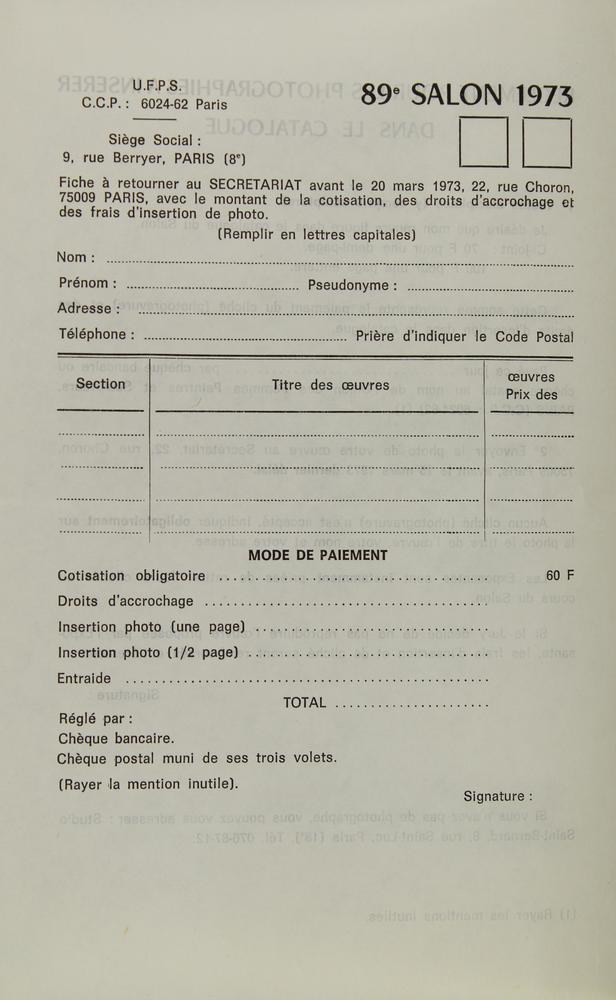 U.F.P.S.
C.C.P. : 6024-62 Paris
89e SALON 1973
Siège Social :
9, rue Berryer, PARIS (8e)
Fiche à retourner au SECRETARIAT avant le 20 mars 1973, 22, rue Choron,
75009 PARIS, avec le montant de la cotisation, des droits d'accrochage et
des frais d'insertion de photo.
(Remplir en lettres capitales)
Nom :
Prénom : Pseudonyme :
Adresse :
Téléphone : Prière d'indiquer le Code Postal
Section
Titre des œuvres
œuvres
Prix des
MODE DE PAIEMENT
Cotisation obligatoire 60 F
Droits d'accrochage
Insertion photo (une page)
Insertion photo (1/2 page)
Entraide
TOTAL
Réglé par :
Chèque bancaire.
Chèque postal muni de ses trois volets.
(Rayer la mention inutile).
Signature :